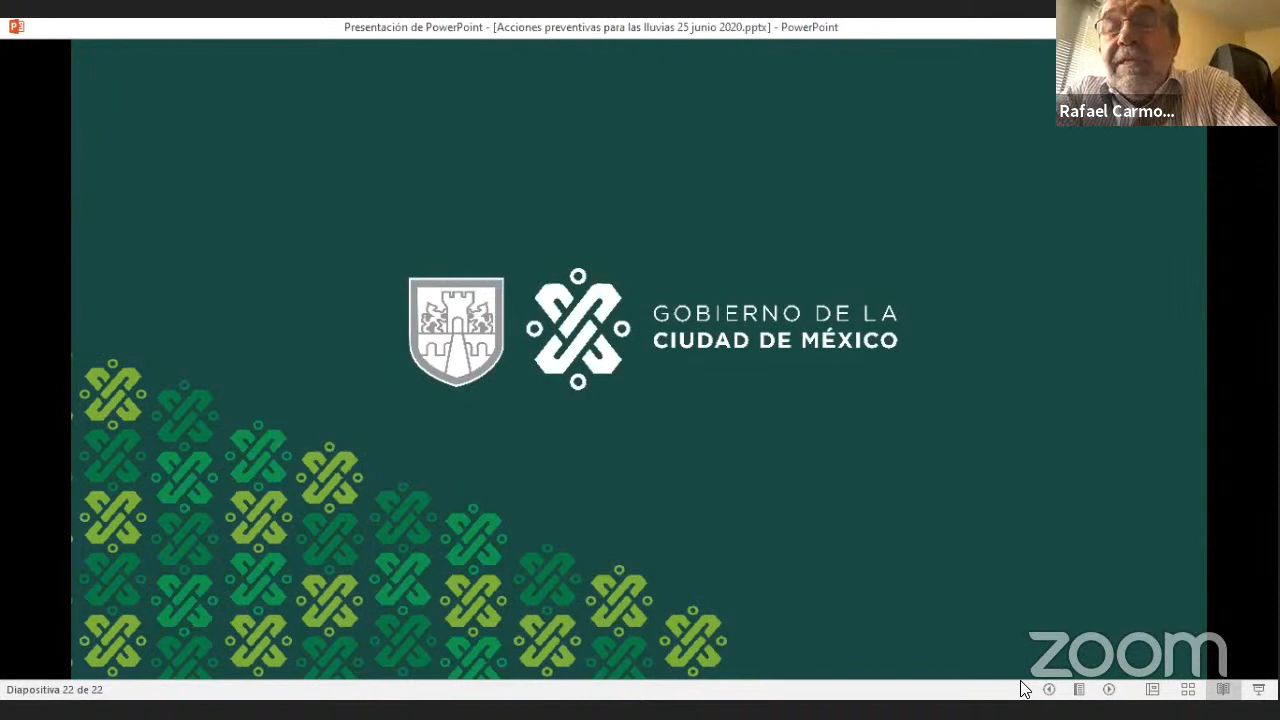 Presentación de PowerPoint - [Acciones preventivas para las lluvias 25 junio 2020.pptx] - PowerPoint
Rafael Carmo...
GOBIERNO DE LA
CIUDAD DE MÉXICO
zoom
Diapositiva 22 de 22